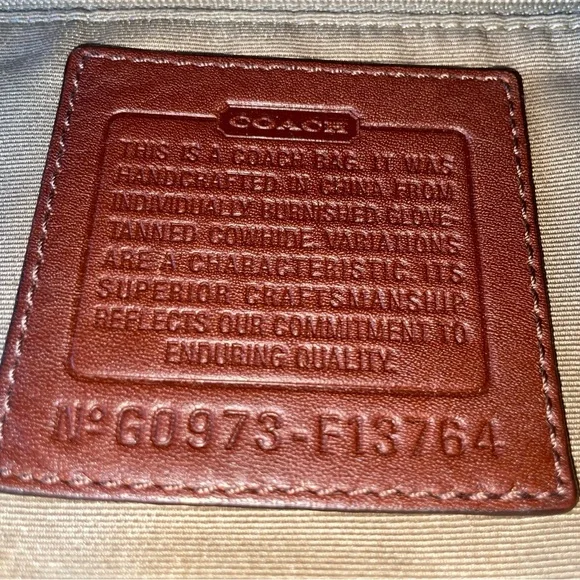 COACH
THIS IS A COACH BAG. IT WAS
HANDCRAFTED IN CHINA FROM
INDIVIDUALLY BURNISHED GLOVE-
TANNED COWHIDE. VARIATIONS
ARE A CHARACTERISTIC. ITS
SUPERIOR CRAFTSMANSHIP
REFLECTS OUR COMMITMENT TO
ENDURING QUALITY.
Nº G0973-F13764